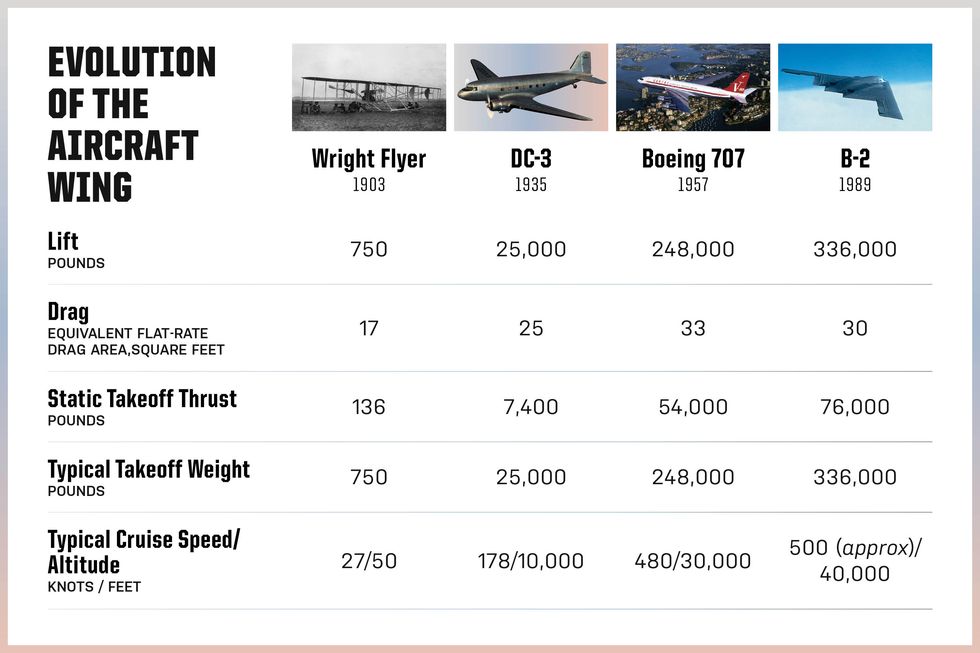 EVOLUTION
OF THE
AIRCRAFT
WING
Wright Flyer
1903
DC-3
1935
Boeing 707
1957
B-2
1989
Lift
POUNDS
750 25,000 248,000 336,000
Drag
EQUIVALENT FLAT-RATE
DRAG AREA,SQUARE FEET
17 25 33 30
Static Takeoff Thrust
POUNDS
136 7,400 54,000 76,000
Typical Takeoff Weight
POUNDS
750 25,000 248,000 336,000
Typical Cruise Speed/
Altitude
KNOTS / FEET
27/50 178/10,000 480/30,000 500 (approx)/
40,000